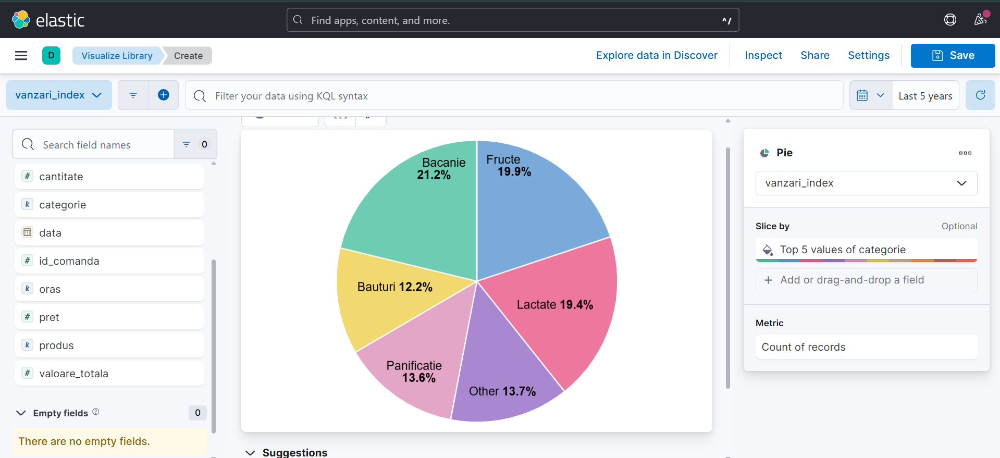 elastic
Find apps, content, and more.
^/
D
Visualize Library
Create
Explore data in Discover
Inspect
Share
Settings
Save
vanzari_index
Filter your data using KQL syntax
Last 5 years
Search field names
0
# cantitate
k categorie
data
# id_comanda
k oras
# pret
k produs
# valoare_totala
Empty fields ?
0
There are no empty fields.
Bacanie
21.2%
Fructe
19.9%
Bauturi 12.2%
Lactate 19.4%
Panificatie
13.6%
Other 13.7%
Suggestions
Pie
vanzari_index
Slice by
Optional
Top 5 values of categorie
+ Add or drag-and-drop a field
Metric
Count of records